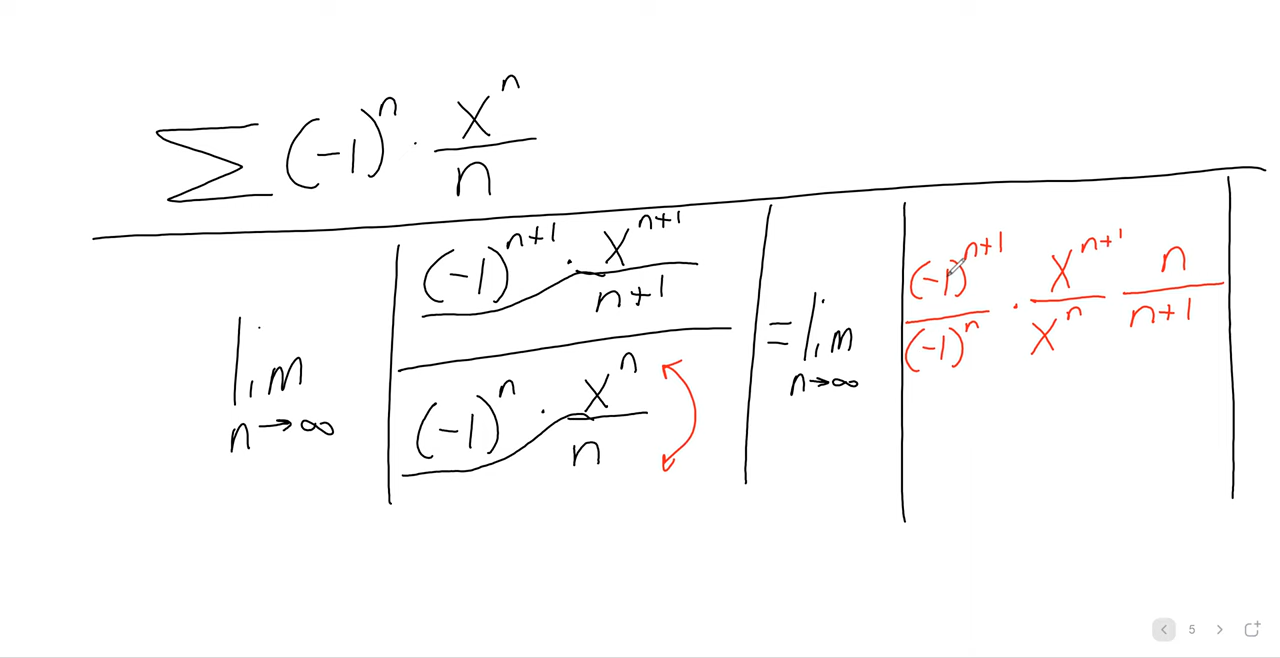 ∑ (-1)^n · x^n/n
lim n→∞ | ((-1)^{n+1} · x^{n+1}/(n+1)) / ((-1)^n · x^n/n) | = lim n→∞ | (-1)^{n+1}/(-1)^n · x^{n+1}/x^n n/(n+1) |
5